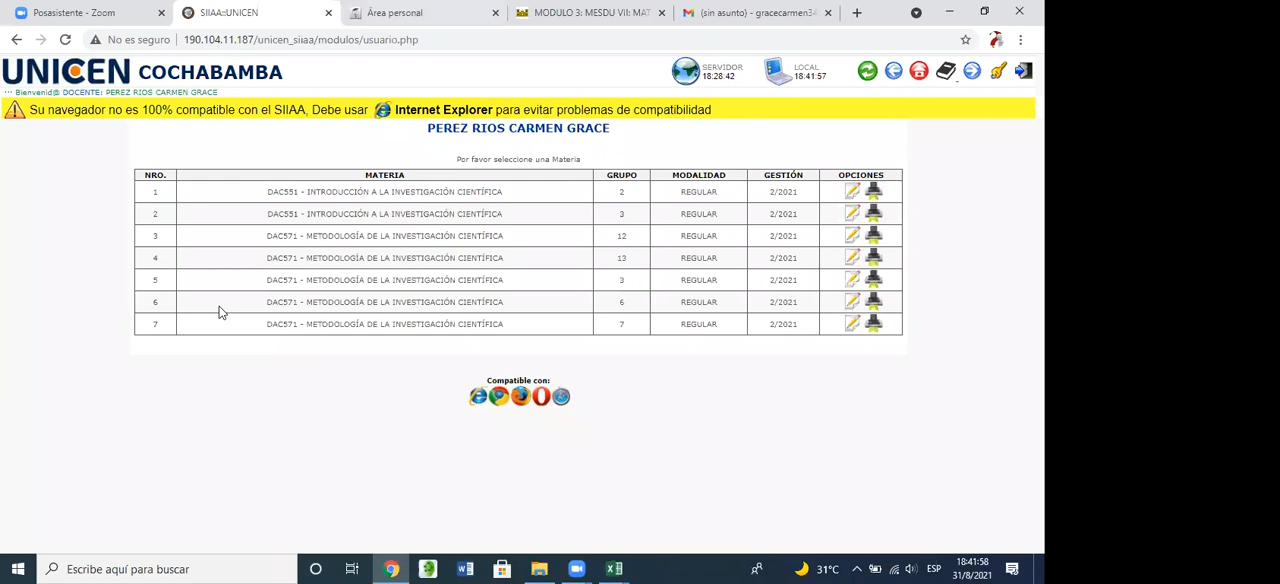 Posasistente - Zoom
SIIAA::UNICEN
Área personal
MODULO 3: MESDU VII: MAT
(sin asunto) - gracecarmen34
No es seguro
190.104.11.187/unicen_siiaa/modulos/usuario.php
UNICEN COCHABAMBA
SERVIDOR
18:28:42
LOCAL
18:41:57
Bienvenid@ DOCENTE: PEREZ RIOS CARMEN GRACE
Su navegador no es 100% compatible con el SIIAA, Debe usar Internet Explorer para evitar problemas de compatibilidad
PEREZ RIOS CARMEN GRACE
Por favor seleccione una Materia
NRO. MATERIA GRUPO MODALIDAD GESTIÓN OPCIONES
1 DAC551 - INTRODUCCIÓN A LA INVESTIGACIÓN CIENTÍFICA 2 REGULAR 2/2021
2 DAC551 - INTRODUCCIÓN A LA INVESTIGACIÓN CIENTÍFICA 3 REGULAR 2/2021
3 DAC571 - METODOLOGÍA DE LA INVESTIGACIÓN CIENTÍFICA 12 REGULAR 2/2021
4 DAC571 - METODOLOGÍA DE LA INVESTIGACIÓN CIENTÍFICA 13 REGULAR 2/2021
5 DAC571 - METODOLOGÍA DE LA INVESTIGACIÓN CIENTÍFICA 3 REGULAR 2/2021
6 DAC571 - METODOLOGÍA DE LA INVESTIGACIÓN CIENTÍFICA 6 REGULAR 2/2021
7 DAC571 - METODOLOGÍA DE LA INVESTIGACIÓN CIENTÍFICA 7 REGULAR 2/2021
Compatible con:
Escribe aquí para buscar
31°C
ESP
18:41:58
31/8/2021